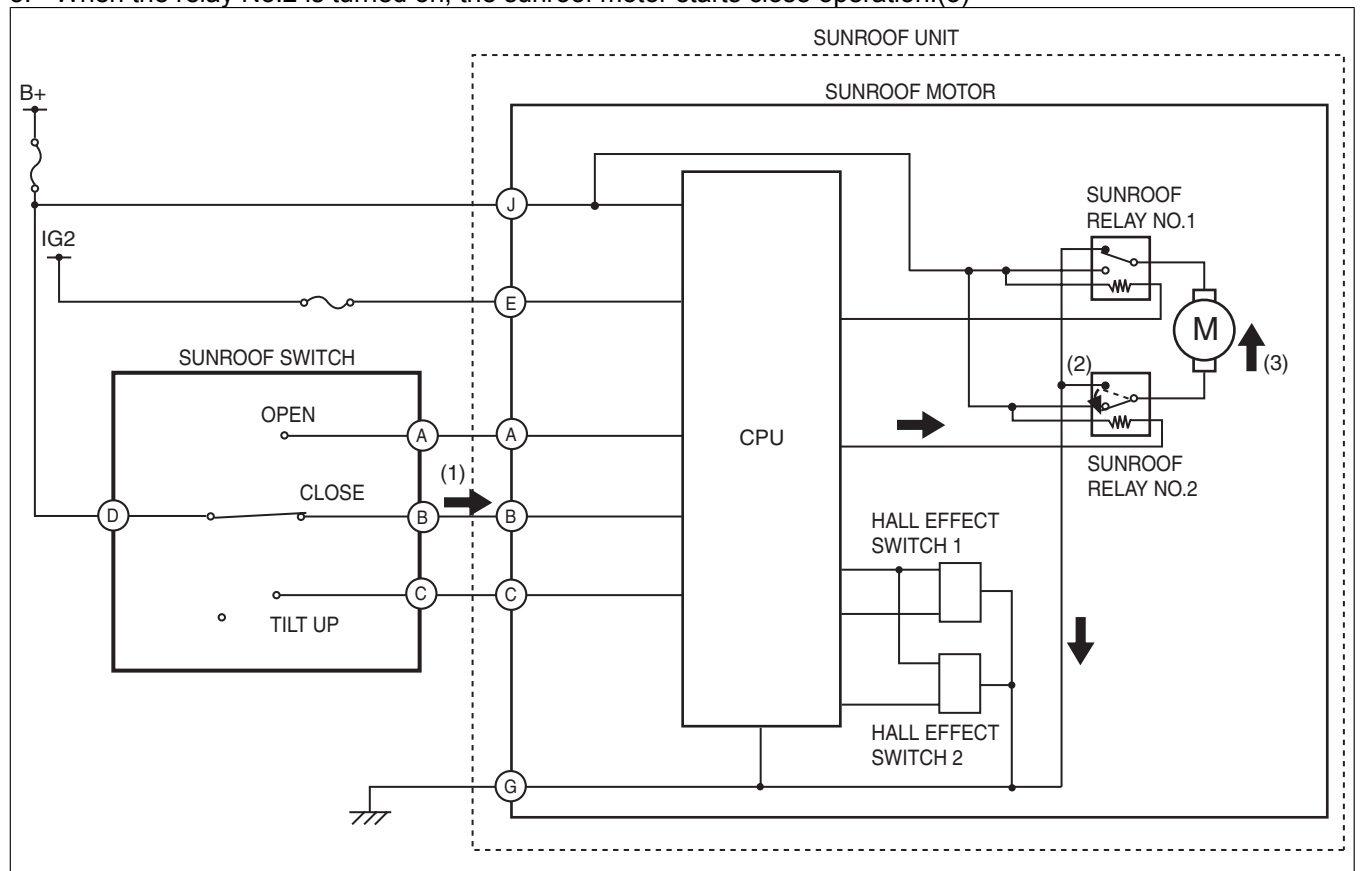 When the relay No.2 is turned on, the sunroof motor starts close operation.(3)
SUNROOF UNIT
B+
SUNROOF MOTOR
J
SUNROOF
RELAY NO.1
IG2
E
M
(3)
SUNROOF SWITCH
(2)
OPEN
A
A
CPU
SUNROOF
RELAY NO.2
(1)
CLOSE
D
B
B
HALL EFFECT
SWITCH 1
C
C
TILT UP
HALL EFFECT
SWITCH 2
G